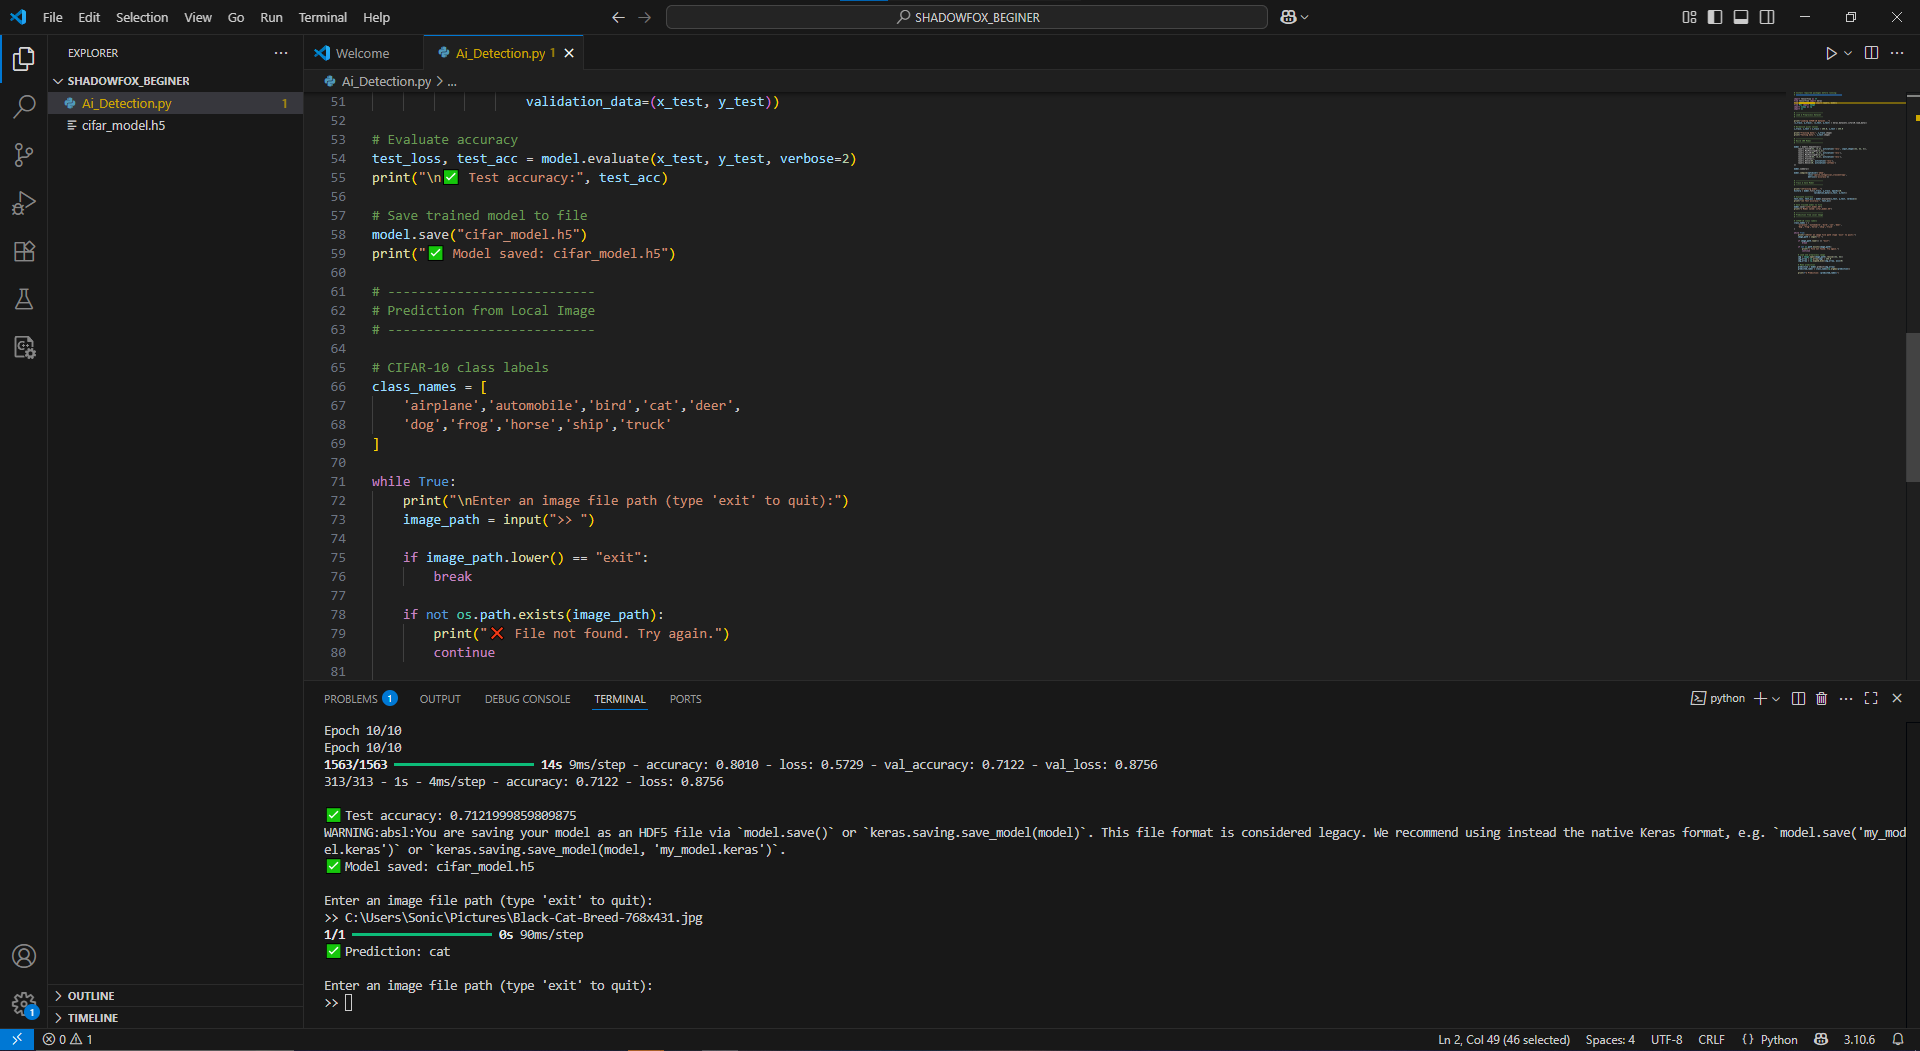 File Edit Selection View Go Run Terminal Help
SHADOWFOX_BEGINER
EXPLORER
SHADOWFOX_BEGINER
Ai_Detection.py 1
cifar_model.h5
OUTLINE
TIMELINE
Welcome
Ai_Detection.py 1
Ai_Detection.py > ...
51 validation_data=(x_test, y_test))
52
53 # Evaluate accuracy
54 test_loss, test_acc = model.evaluate(x_test, y_test, verbose=2)
55 print("\n✅ Test accuracy:", test_acc)
56
57 # Save trained model to file
58 model.save("cifar_model.h5")
59 print("✅ Model saved: cifar_model.h5")
60
61 # ---------------------------
62 # Prediction from Local Image
63 # ---------------------------
64
65 # CIFAR-10 class labels
66 class_names = [
67 'airplane','automobile','bird','cat','deer',
68 'dog','frog','horse','ship','truck'
69 ]
70
71 while True:
72 print("\nEnter an image file path (type 'exit' to quit):")
73 image_path = input(">> ")
74
75 if image_path.lower() == "exit":
76 break
77
78 if not os.path.exists(image_path):
79 print("❌ File not found. Try again.")
80 continue
81
PROBLEMS 1 OUTPUT DEBUG CONSOLE TERMINAL PORTS
python
Epoch 10/10
Epoch 10/10
1563/1563 14s 9ms/step - accuracy: 0.8010 - loss: 0.5729 - val_accuracy: 0.7122 - val_loss: 0.8756
313/313 - 1s - 4ms/step - accuracy: 0.7122 - loss: 0.8756
✅ Test accuracy: 0.7121999859809875
WARNING:absl:You are saving your model as an HDF5 file via `model.save()` or `keras.saving.save_model(model)`. This file format is considered legacy. We recommend using instead the native Keras format, e.g. `model.save('my_mod
el.keras')` or `keras.saving.save_model(model, 'my_model.keras')`.
✅ Model saved: cifar_model.h5
Enter an image file path (type 'exit' to quit):
>> C:\Users\Sonic\Pictures\Black-Cat-Breed-768x431.jpg
1/1 0s 90ms/step
✅ Prediction: cat
Enter an image file path (type 'exit' to quit):
>>
1
0 1
Ln 2, Col 49 (46 selected) Spaces: 4 UTF-8 CRLF {} Python 3.10.6